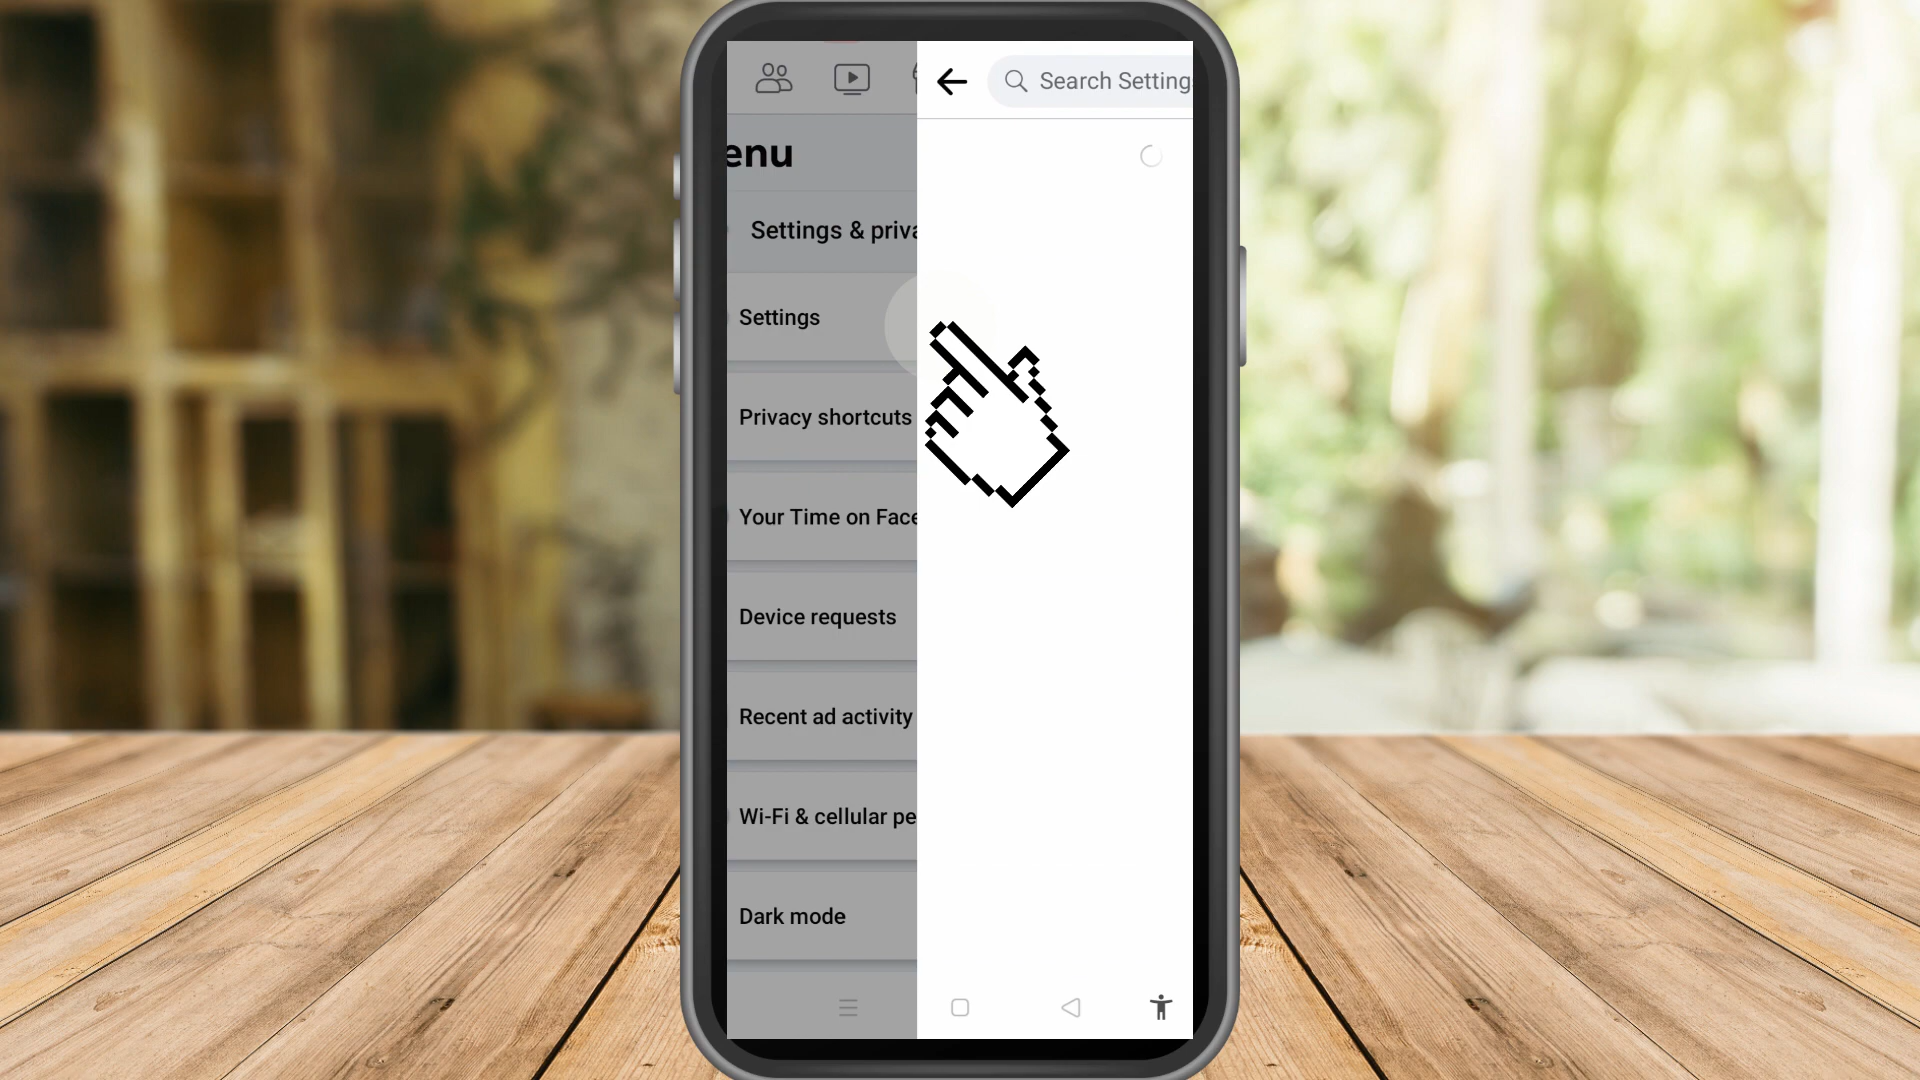 Search Setting
enu
Settings & priva
Settings
Privacy shortcuts
Your Time on Face
Device requests
Recent ad activity
Wi-Fi & cellular pe
Dark mode